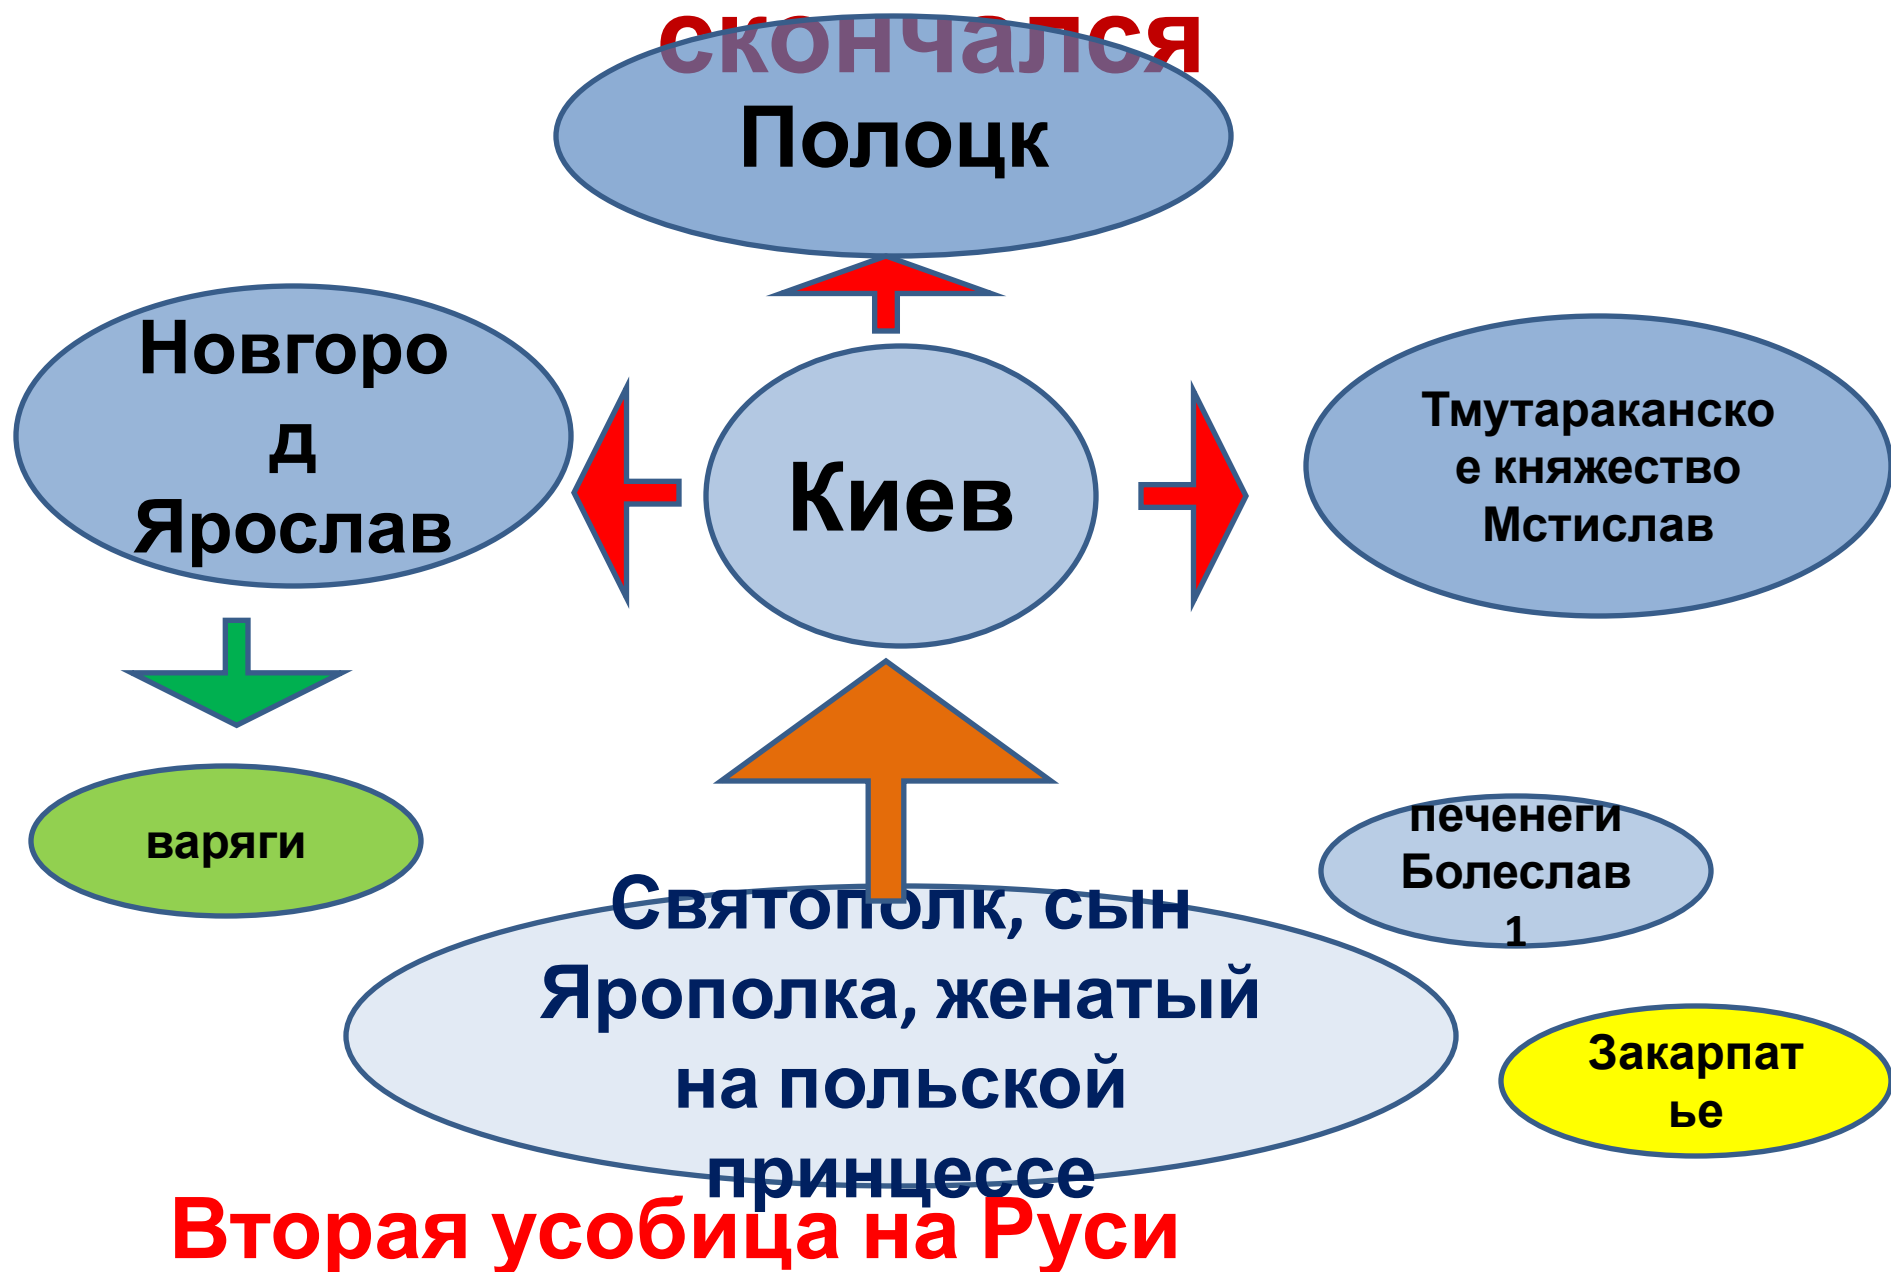 скончался
Полоцк
Новгоро
д
Ярослав
Киев
Тмутараканско
е княжество
Мстислав
варяги
печенеги
Болеслав
1
Святополк, сын
Ярополка, женатый
на польской
принцессе
Закарпат
ье
Вторая усобица на Руси